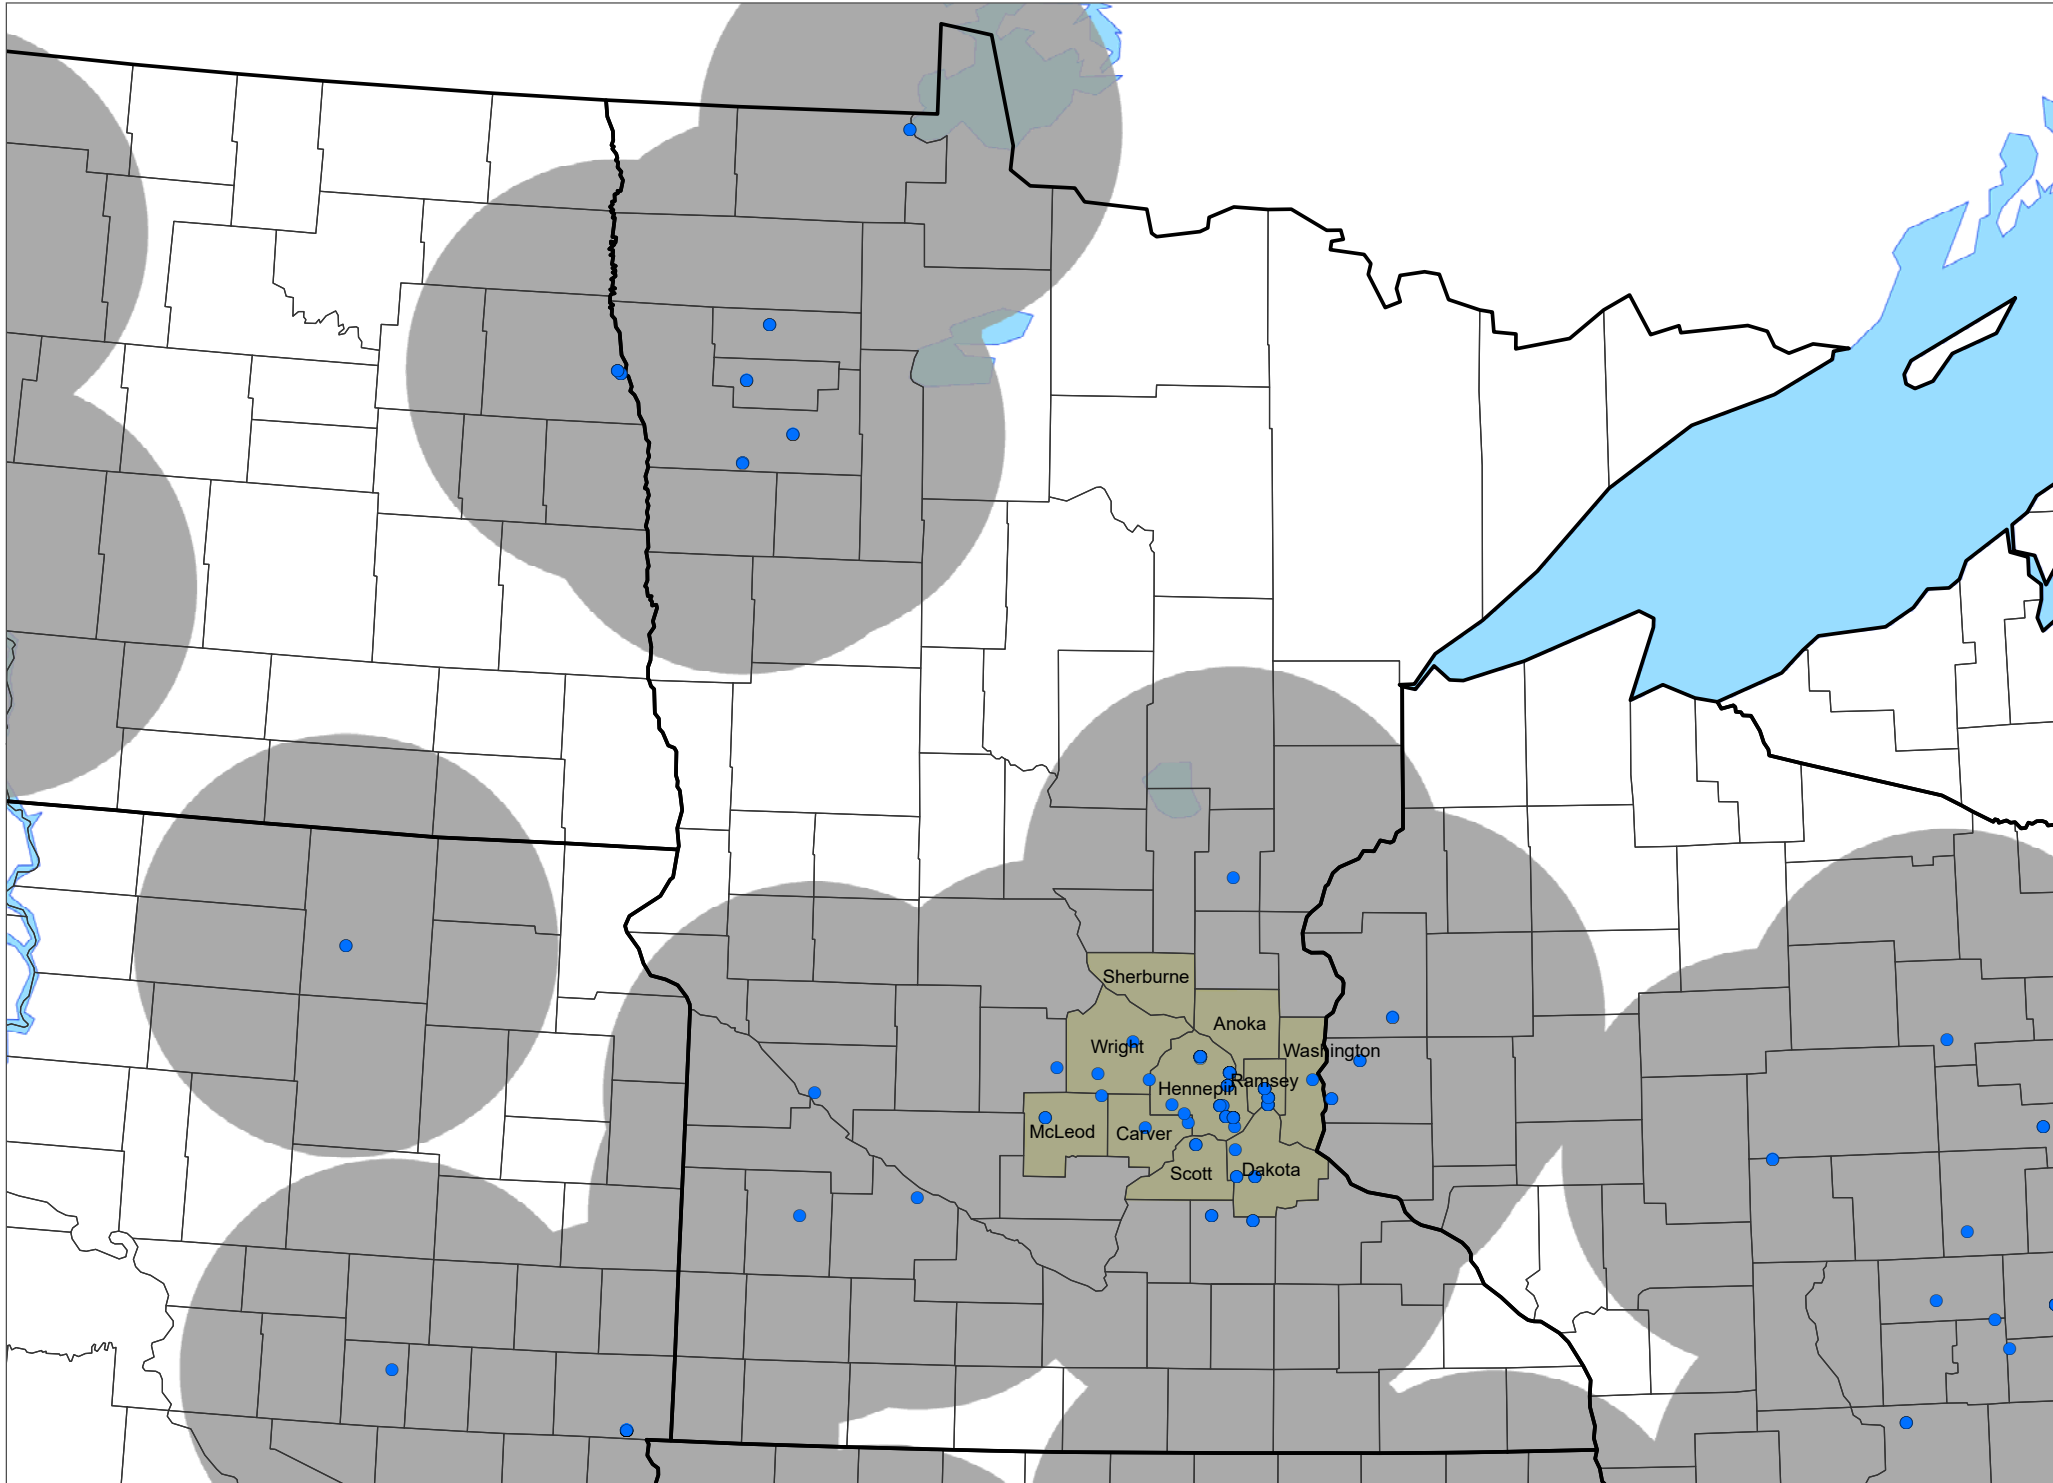 Sherburne
Anoka
Wright
Washington
Ramsey
Hennepin
McLeod
Carver
Scott
Dakota